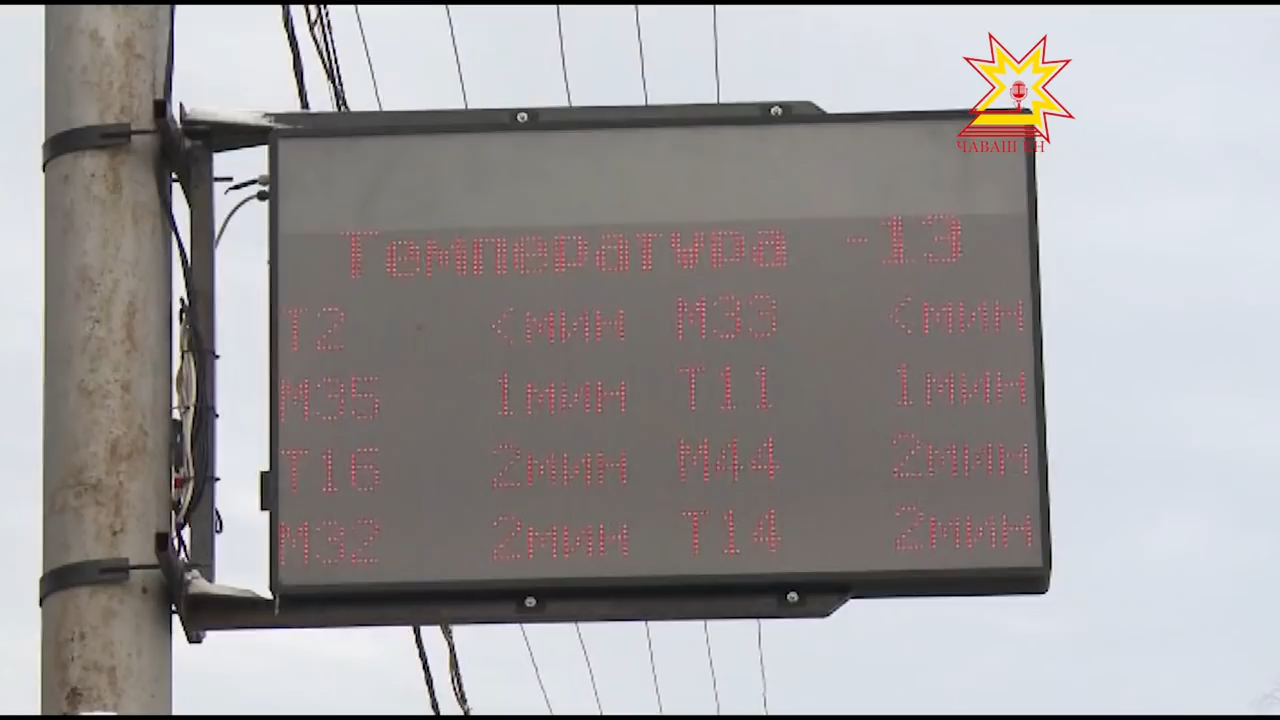 ЧАВАШ ЕН
Температура -13
Т2 <мин М33 <мин
М35 1мин Т11 1мин
Т16 2мин М44 2мин
М32 2мин Т14 2мин